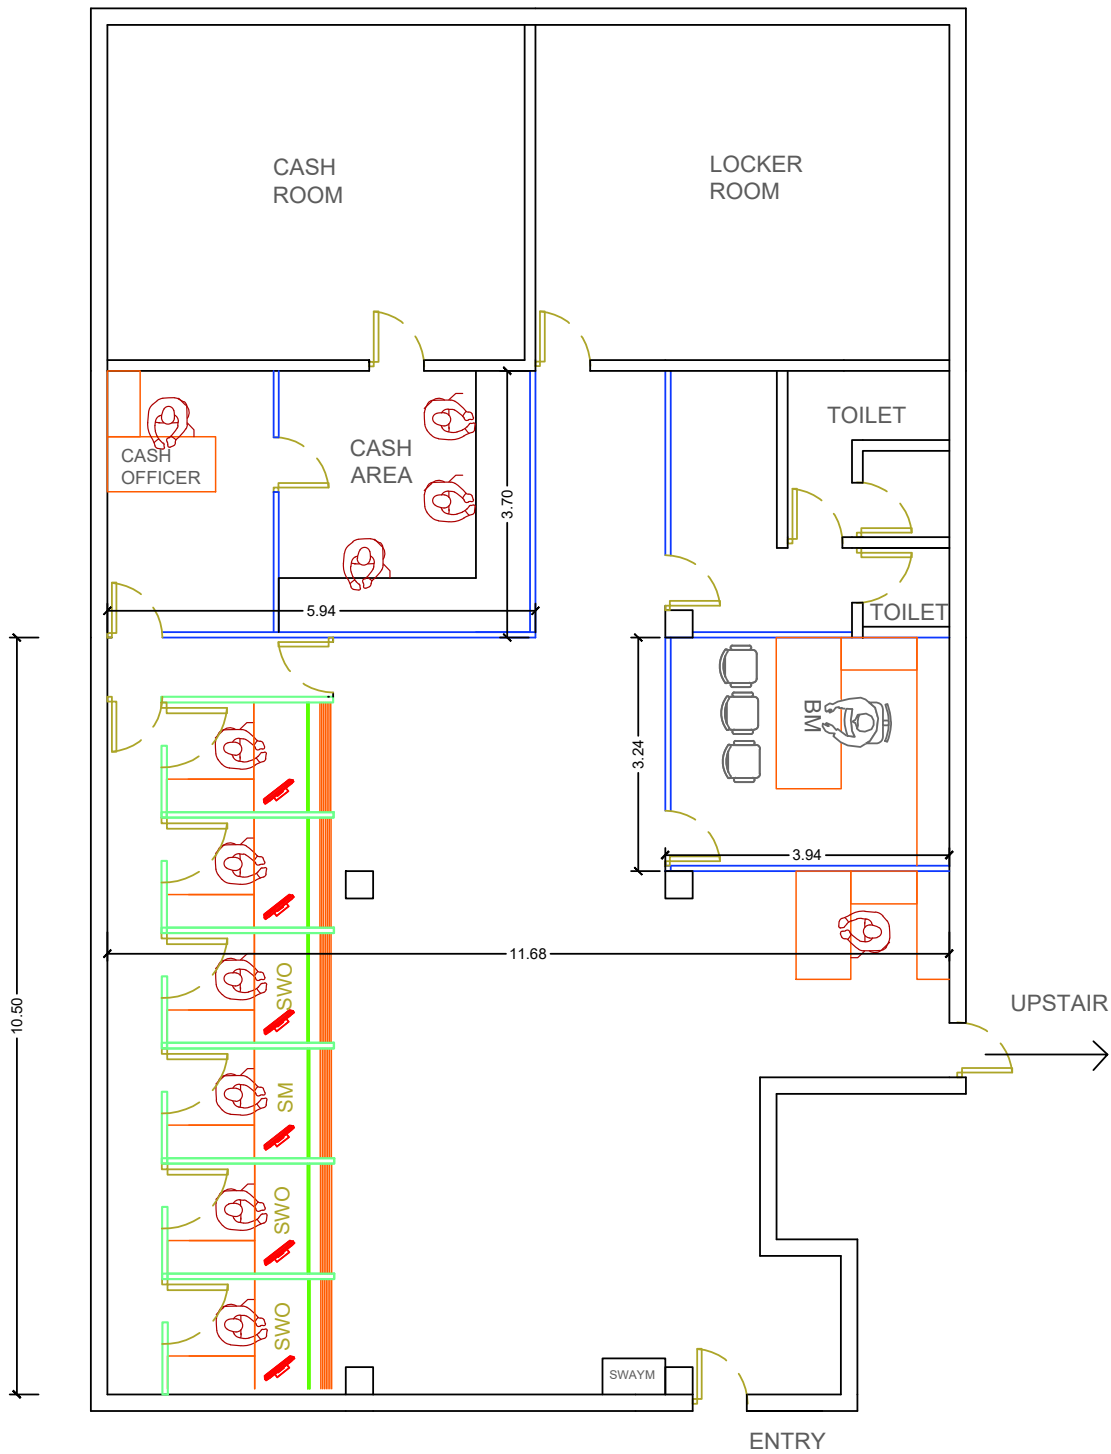 CASH
ROOM
LOCKER
ROOM
TOILET
CASH
OFFICER
CASH
AREA
3.70
5.94
TOILET
BM
3.24
3.94
11.68
SWO
10.50
UPSTAIR
SM
SWO
SWO
SWAYM
ENTRY